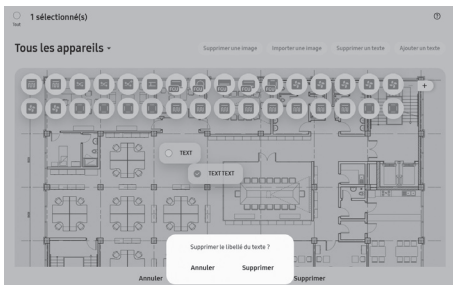 1 sélectionné(s)
Tout
Tous les appareils
Supprimer une image
Importer une image
Supprimer un texte
Ajouter un texte
TEXT
TEXT TEXT
Supprimer le libellé du texte ?
Annuler
Supprimer
Annuler
Supprimer